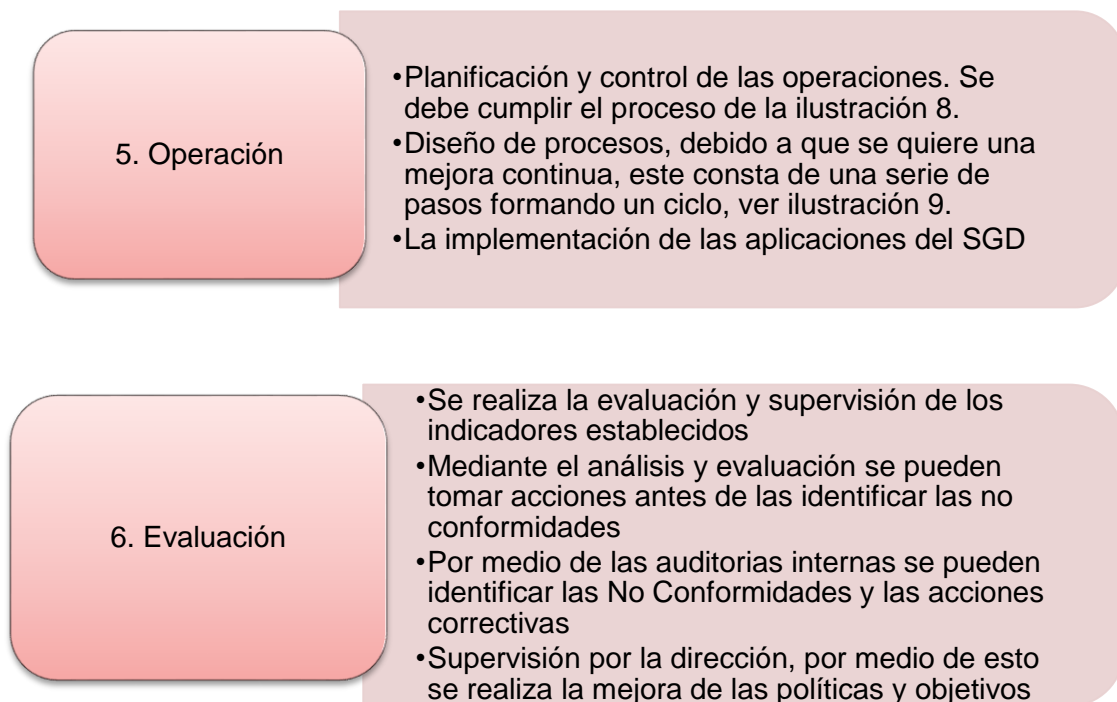 5. Operación
•Planificación y control de las operaciones. Se
debe cumplir el proceso de la ilustración 8.
•Diseño de procesos, debido a que se quiere una
mejora continua, este consta de una serie de
pasos formando un ciclo, ver ilustración 9.
•La implementación de las aplicaciones del SGD
6. Evaluación
•Se realiza la evaluación y supervisión de los
indicadores establecidos
•Mediante el análisis y evaluación se pueden
tomar acciones antes de las identificar las no
conformidades
•Por medio de las auditorias internas se pueden
identificar las No Conformidades y las acciones
correctivas
•Supervisión por la dirección, por medio de esto
se realiza la mejora de las políticas y objetivos